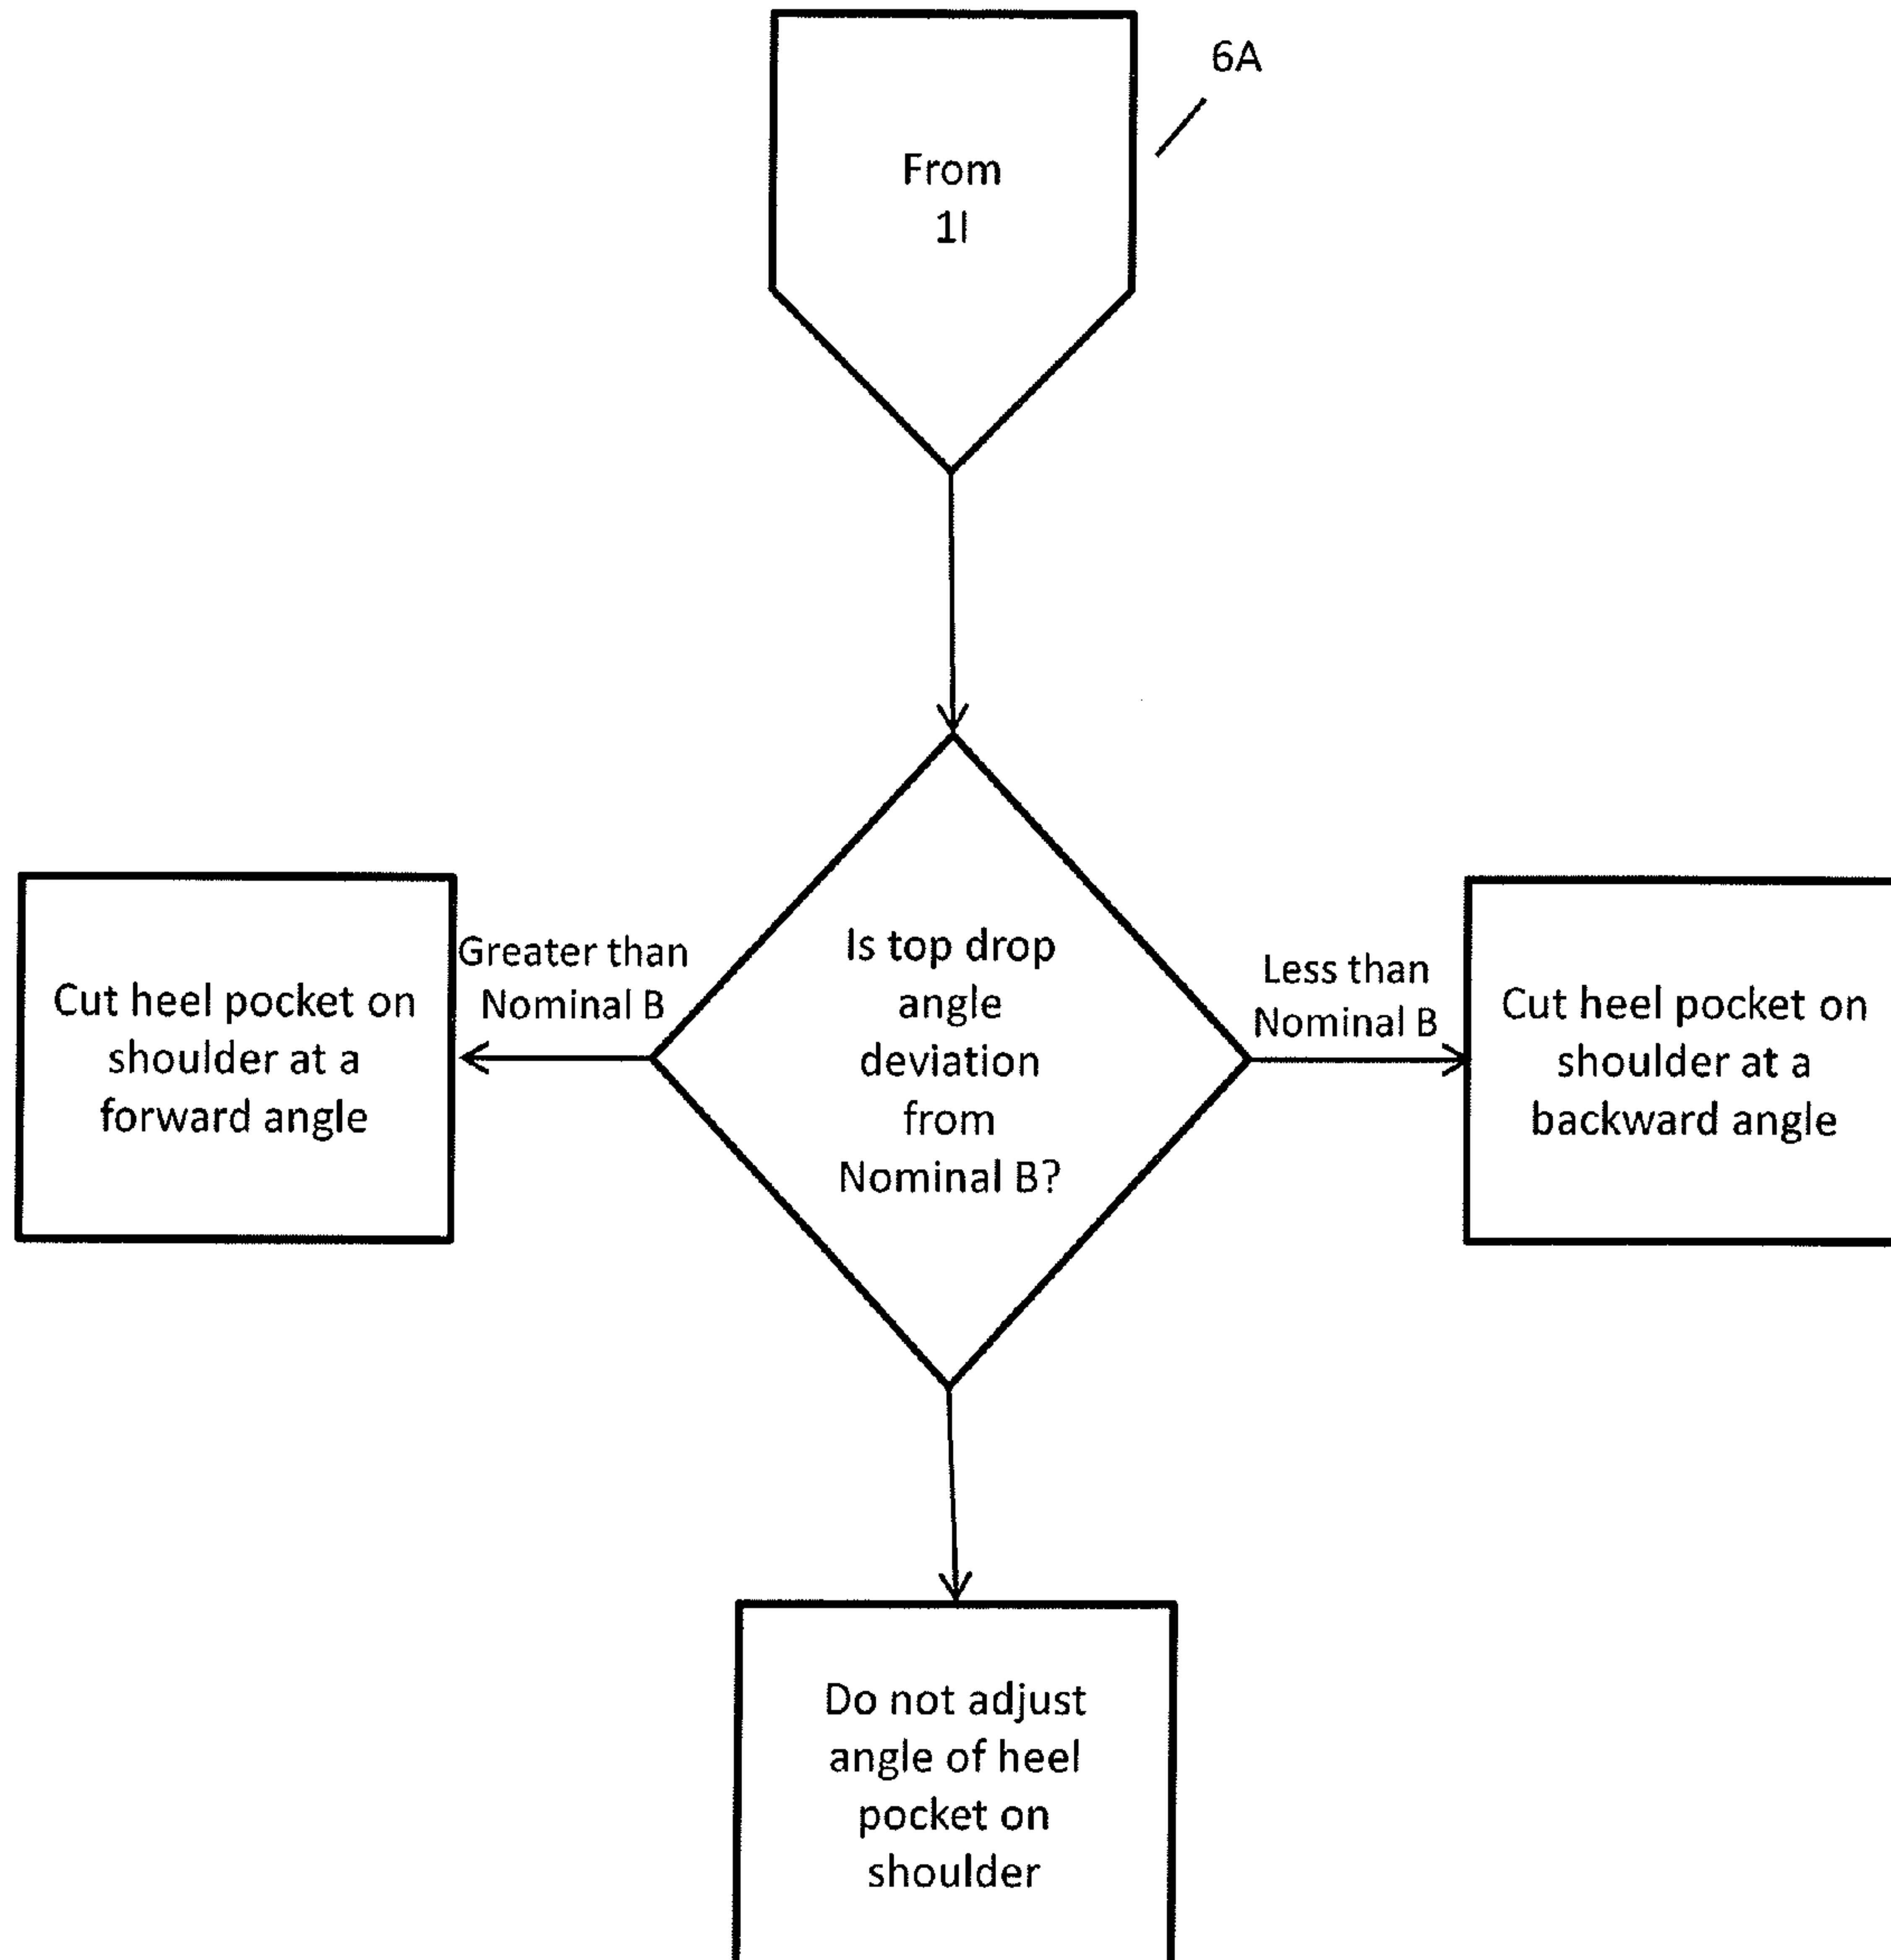 6A
From
1I
Is top drop
angle
deviation
from
Nominal B?
Greater than
Nominal B
Cut heel pocket on
shoulder at a
forward angle
Less than
Nominal B
Cut heel pocket on
shoulder at a
backward angle
Do not adjust
angle of heel
pocket on
shoulder